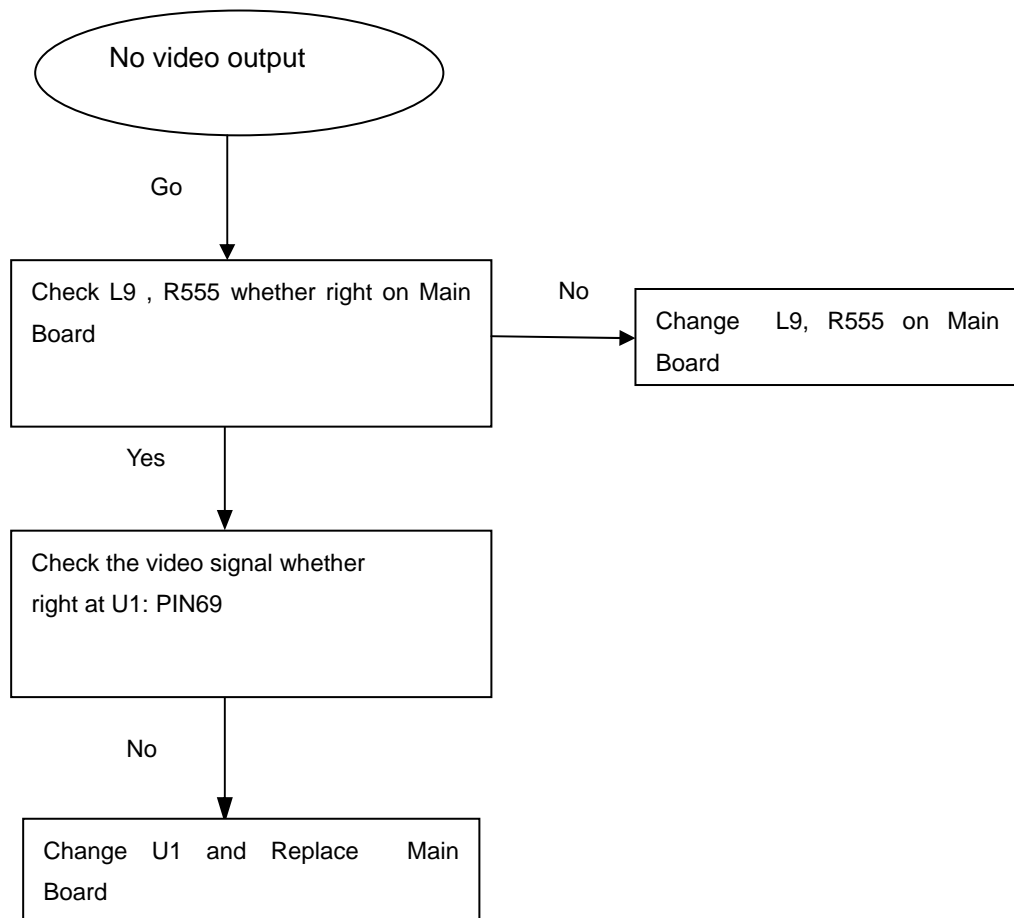 No video output
Go
Check L9 , R555 whether right on Main
Board
No
Change L9, R555 on Main
Board
Yes
Check the video signal whether
right at U1: PIN69
No
Change U1 and Replace Main
Board